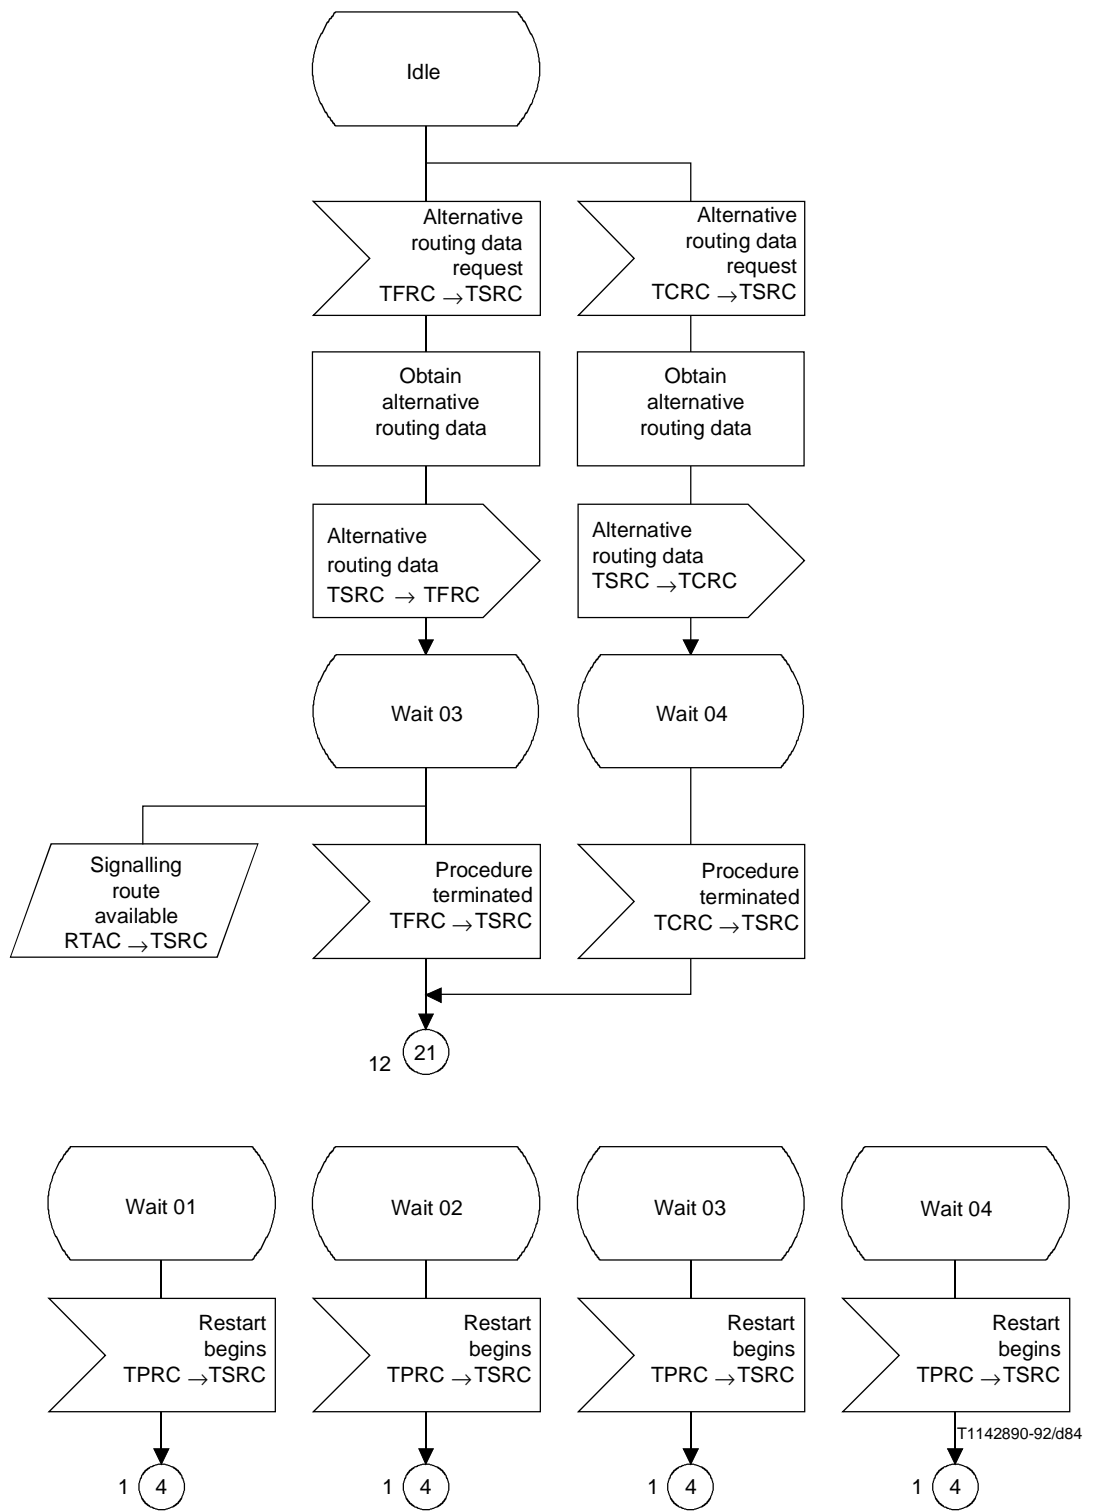 Idle
Alternative
routing data
request
TFRC → TSRC
Alternative
routing data
request
TCRC → TSRC
Obtain
alternative
routing data
Obtain
alternative
routing data
Alternative
routing data
TSRC → TFRC
Alternative
routing data
TSRC → TCRC
Wait 03
Wait 04
Signalling
route
available
RTAC → TSRC
Procedure
terminated
TFRC → TSRC
Procedure
terminated
TCRC → TSRC
12
21
Wait 01
Wait 02
Wait 03
Wait 04
Restart
begins
TPRC → TSRC
Restart
begins
TPRC → TSRC
Restart
begins
TPRC → TSRC
Restart
begins
TPRC → TSRC
T1142890-92/d84
1 4
1 4
1 4
1 4